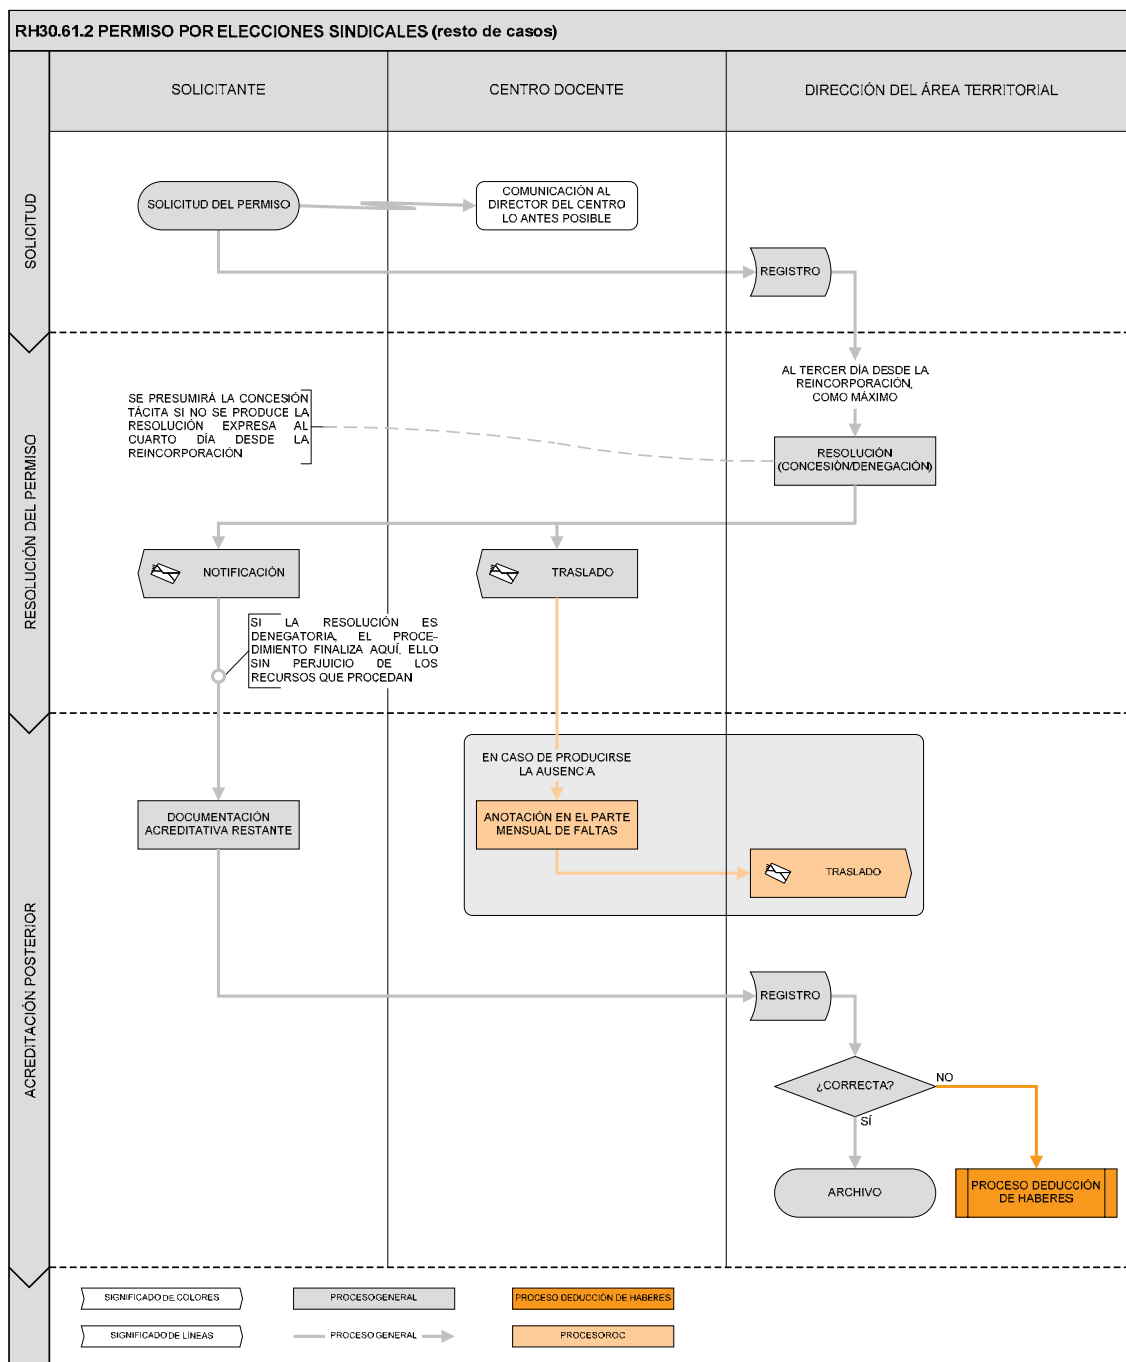 RH30.61.2 PERMISO POR ELECCIONES SINDICALES (resto de casos)
SOLICITANTE
CENTRO DOCENTE
DIRECCIÓN DEL ÁREA TERRITORIAL
SOLICITUD
SOLICITUD DEL PERMISO
COMUNICACIÓN AL
DIRECTOR DEL CENTRO
LO ANTES POSIBLE
REGISTRO
RESOLUCIÓN DEL PERMISO
AL TERCER DÍA DESDE LA
REINCORPORACIÓN,
COMO MÁXIMO
SE PRESUMIRÁ LA CONCESIÓN
TÁCITA SI NO SE PRODUCE LA
RESOLUCIÓN EXPRESA AL
CUARTO DÍA DESDE LA
REINCORPORACIÓN
RESOLUCIÓN
(CONCESIÓN/DENEGACIÓN)
NOTIFICACIÓN
TRASLADO
SI LA RESOLUCIÓN ES
DENEGATORIA, EL PROCE-
DIMIENTO FINALIZA AQUÍ. ELLO
SIN PERJUICIO DE LOS
RECURSOS QUE PROCEDAN
ACREDITACIÓN POSTERIOR
EN CASO DE PRODUCIRSE
LA AUSENCIA
DOCUMENTACIÓN
ACREDITATIVA RESTANTE
ANOTACIÓN EN EL PARTE
MENSUAL DE FALTAS
TRASLADO
REGISTRO
¿CORRECTA?
NO
SÍ
ARCHIVO
PROCESO DEDUCCIÓN
DE HABERES
SIGNIFICADO DE COLORES
PROCESO GENERAL
PROCESO DEDUCCIÓN DE HABERES
SIGNIFICADO DE LÍNEAS
PROCESO GENERAL
PROCESO ROC